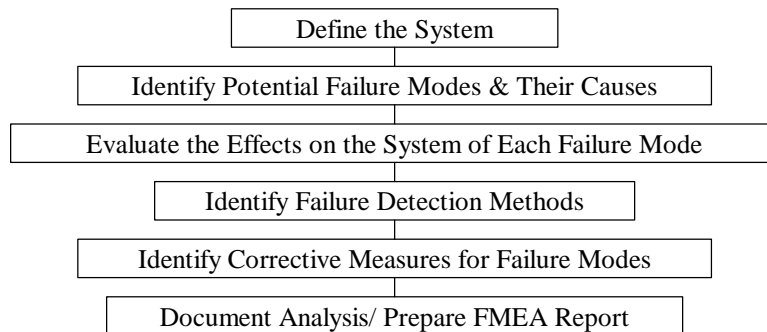 Define the System
Identify Potential Failure Modes & Their Causes
Evaluate the Effects on the System of Each Failure Mode
Identify Failure Detection Methods
Identify Corrective Measures for Failure Modes
Document Analysis/ Prepare FMEA Report